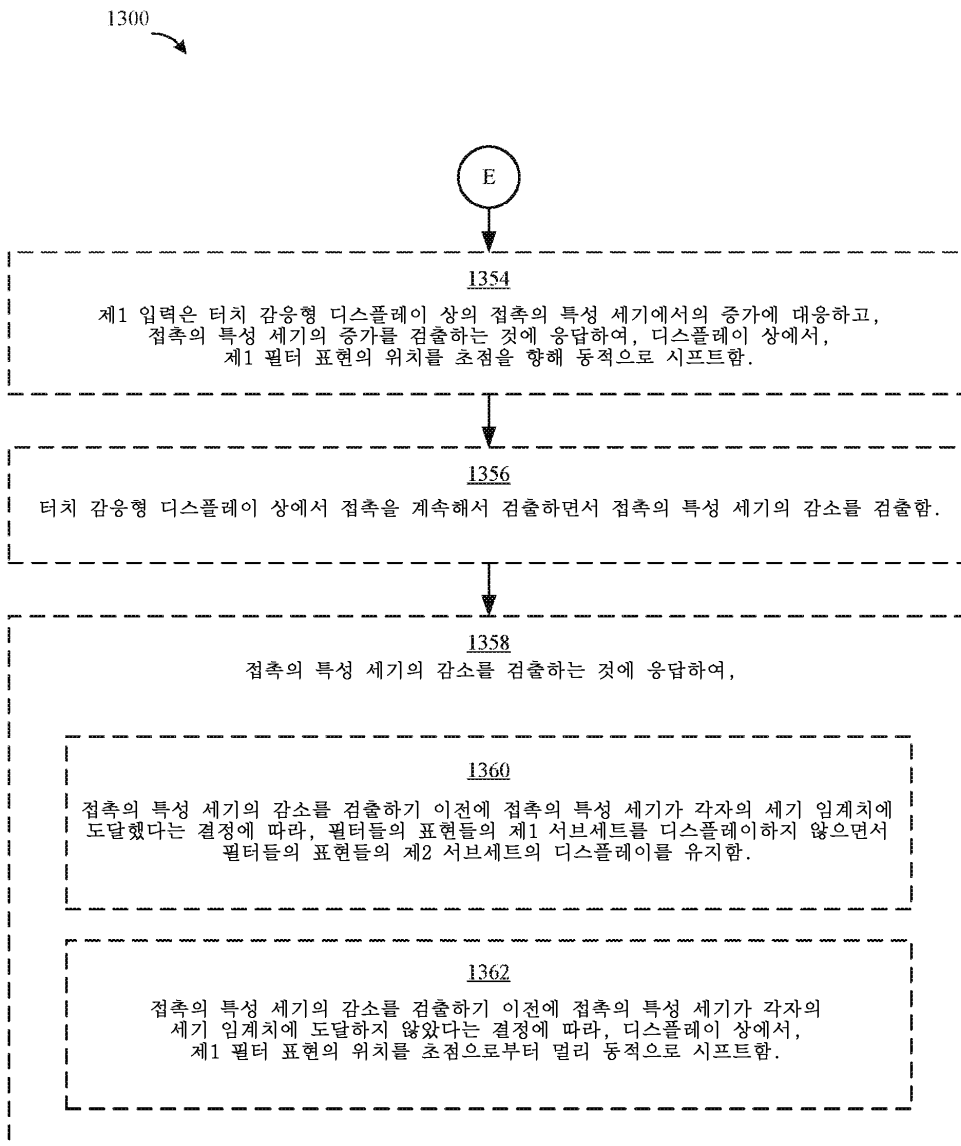 1300
E
1354
제1 입력은 터치 감응형 디스플레이 상의 접촉의 특성 세기에서의 증가에 대응하고,
접촉의 특성 세기의 증가를 검출하는 것에 응답하여, 디스플레이 상에서,
제1 필터 표현의 위치를 초점을 향해 동적으로 시프트함.
1356
터치 감응형 디스플레이 상에서 접촉을 계속해서 검출하면서 접촉의 특성 세기의 감소를 검출함.
1358
접촉의 특성 세기의 감소를 검출하는 것에 응답하여,
1360
접촉의 특성 세기의 감소를 검출하기 이전에 접촉의 특성 세기가 각자의 세기 임계치에
도달했다는 결정에 따라, 필터들의 표현들의 제1 서브세트를 디스플레이하지 않으면서
필터들의 표현들의 제2 서브세트의 디스플레이를 유지함.
1362
접촉의 특성 세기의 감소를 검출하기 이전에 접촉의 특성 세기가 각자의
세기 임계치에 도달하지 않았다는 결정에 따라, 디스플레이 상에서,
제1 필터 표현의 위치를 초점으로부터 멀리 동적으로 시프트함.